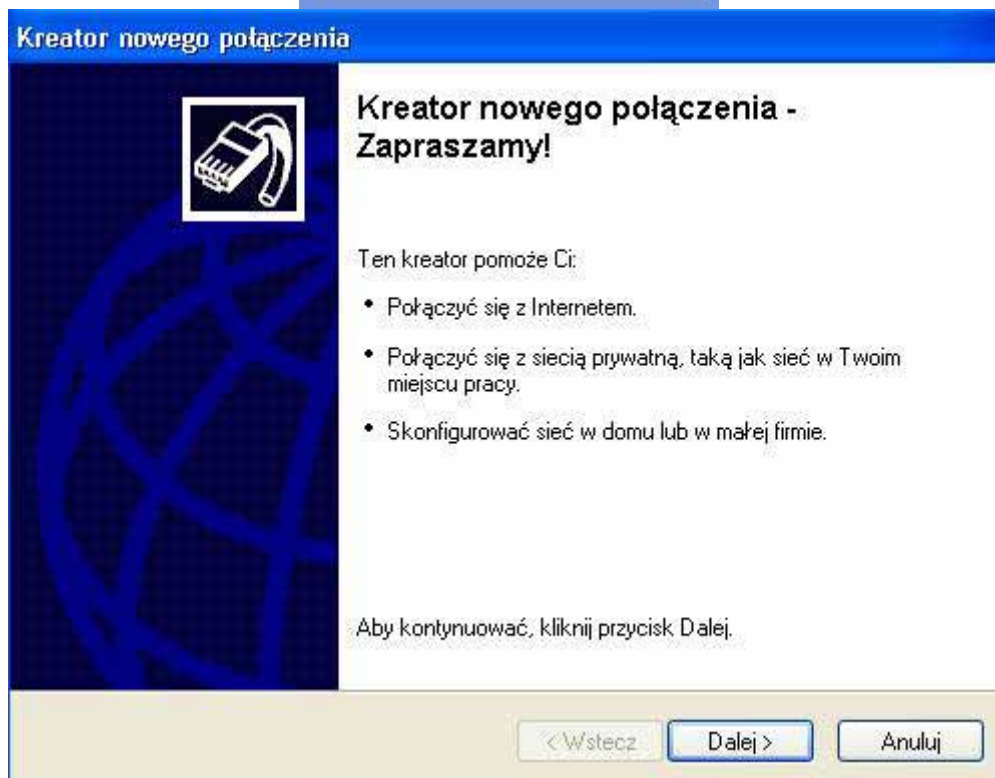 Kreator nowego połączenia
Kreator nowego połączenia -
Zapraszamy!
Ten kreator pomoże Ci:
• Połączyć się z Internetem.
• Połączyć się z siecią prywatną, taką jak sieć w Twoim
miejscu pracy.
• Skonfigurować sieć w domu lub w małej firmie.
Aby kontynuować, kliknij przycisk Dalej.
< Wstecz Dalej > Anuluj